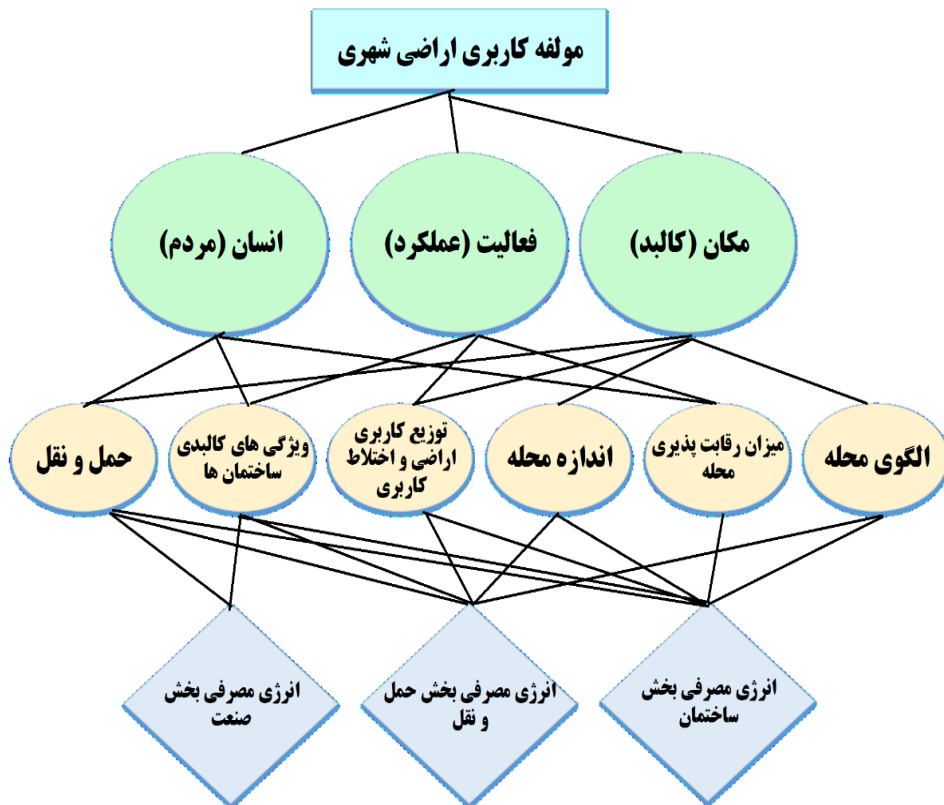 مولفه کاربری اراضی شهری
مکان (کالبد)
فعالیت (عملکرد)
انسان (مردم)
الگوی محله
میزان رقابت پذیری
محله
اندازه محله
توزیع کاربری
اراضی و اختلاط
کاربری
ویژگی های کالبدی
ساختمان ها
حمل و نقل
انرژی مصرفی بخش
ساختمان
انرژی مصرفی بخش حمل
و نقل
انرژی مصرفی بخش
صنعت